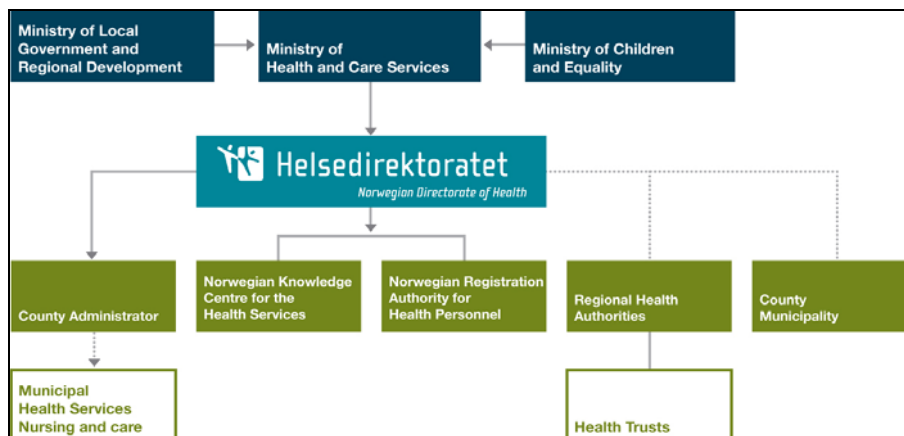 Ministry of Local
Government and
Regional Development
Ministry of
Health and Care Services
Ministry of Children
and Equality
Helsedirektoratet
Norwegian Directorate of Health
County Administrator
Norwegian Knowledge
Centre for the
Health Services
Norwegian Registration
Authority for
Health Personnel
Regional Health
Authorities
County
Municipality
Municipal
Health Services
Nursing and care
Health Trusts